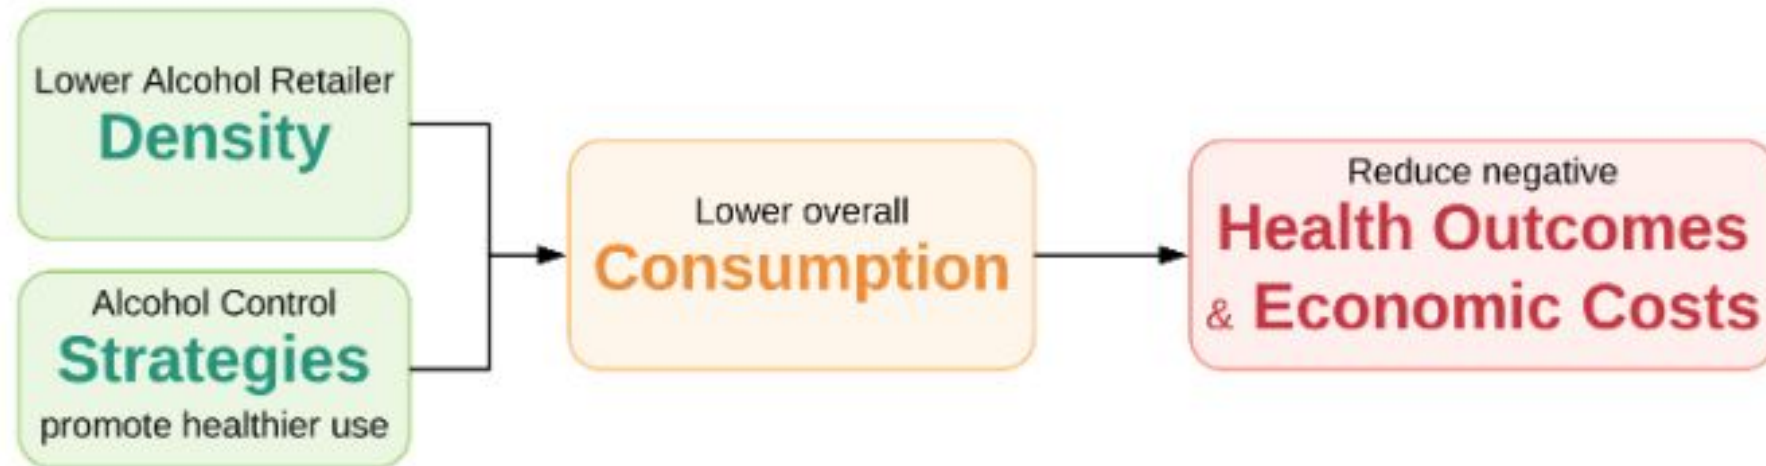 Lower Alcohol Retailer
Density
Alcohol Control
Strategies
promote healthier use
Lower overall
Consumption
Reduce negative
Health Outcomes
& Economic Costs